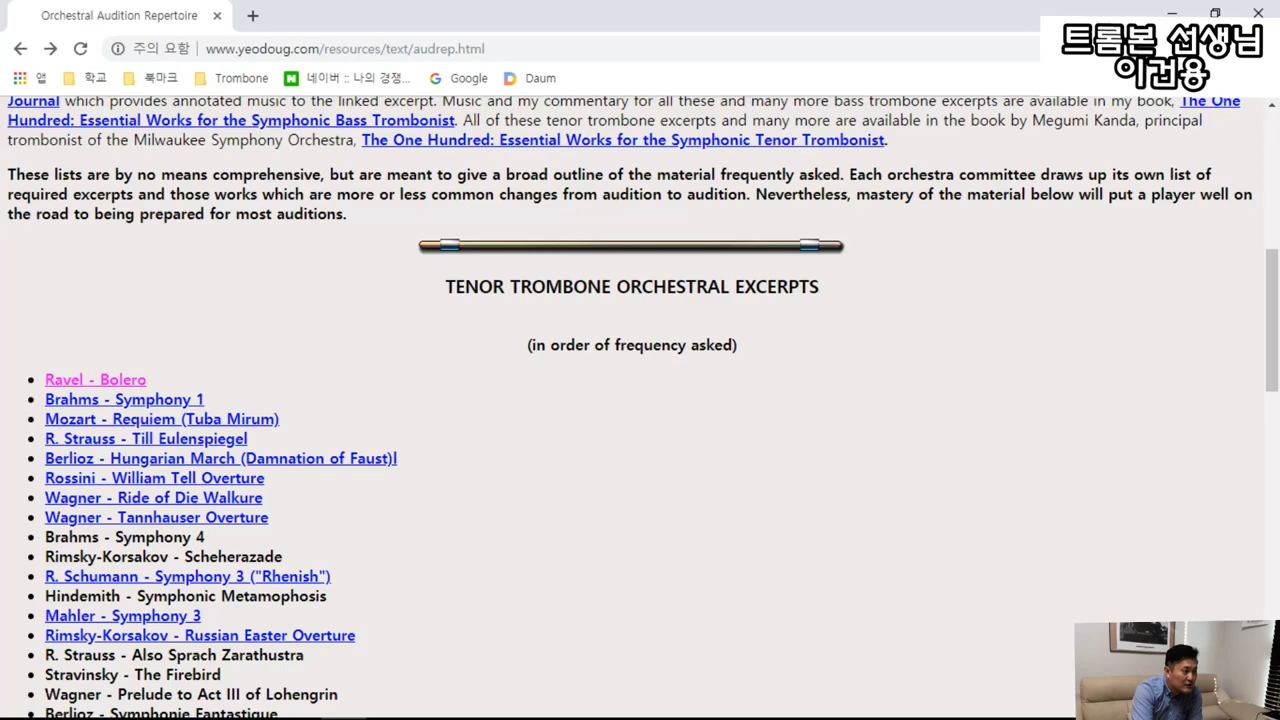 Orchestral Audition Repertoire
트롬본 선생님
이건용
주의 요함 | www.yeodoug.com/resources/text/audrep.html
앱 학교 북마크 Trombone 네이버 :: 나의 경쟁... Google Daum
Journal which provides annotated music to the linked excerpt. Music and my commentary for all these and many more bass trombone excerpts are available in my book, The One
Hundred: Essential Works for the Symphonic Bass Trombonist. All of these tenor trombone excerpts and many more are available in the book by Megumi Kanda, principal
trombonist of the Milwaukee Symphony Orchestra, The One Hundred: Essential Works for the Symphonic Tenor Trombonist.
These lists are by no means comprehensive, but are meant to give a broad outline of the material frequently asked. Each orchestra committee draws up its own list of
required excerpts and those works which are more or less common changes from audition to audition. Nevertheless, mastery of the material below will put a player well on
the road to being prepared for most auditions.
TENOR TROMBONE ORCHESTRAL EXCERPTS
(in order of frequency asked)
Ravel - Bolero
Brahms - Symphony 1
Mozart - Requiem (Tuba Mirum)
R. Strauss - Till Eulenspiegel
Berlioz - Hungarian March (Damnation of Faust)l
Rossini - William Tell Overture
Wagner - Ride of Die Walkure
Wagner - Tannhauser Overture
Brahms - Symphony 4
Rimsky-Korsakov - Scheherazade
R. Schumann - Symphony 3 ("Rhenish")
Hindemith - Symphonic Metamophosis
Mahler - Symphony 3
Rimsky-Korsakov - Russian Easter Overture
R. Strauss - Also Sprach Zarathustra
Stravinsky - The Firebird
Wagner - Prelude to Act III of Lohengrin
Berlioz - Symphonie Fantastique